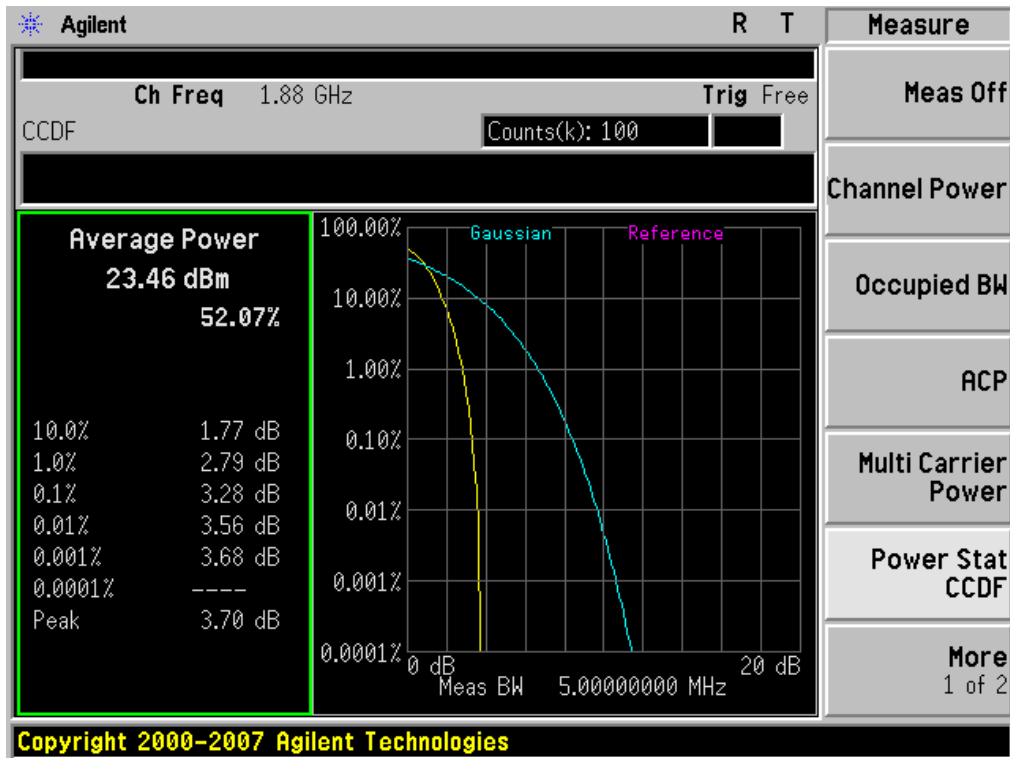 Agilent R T Measure
Ch Freq 1.88 GHz Trig Free
CCDF Counts(k): 100
Average Power
23.46 dBm
52.07%
10.0% 1.77 dB
1.0% 2.79 dB
0.1% 3.28 dB
0.01% 3.56 dB
0.001% 3.68 dB
0.0001% ----
Peak 3.70 dB
Gaussian Reference
100.00%
10.00%
1.00%
0.10%
0.01%
0.001%
0.0001%
0 dB 20 dB
Meas BW 5.00000000 MHz
Meas Off
Channel Power
Occupied BW
ACP
Multi Carrier
Power
Power Stat
CCDF
More
1 of 2
Copyright 2000-2007 Agilent Technologies